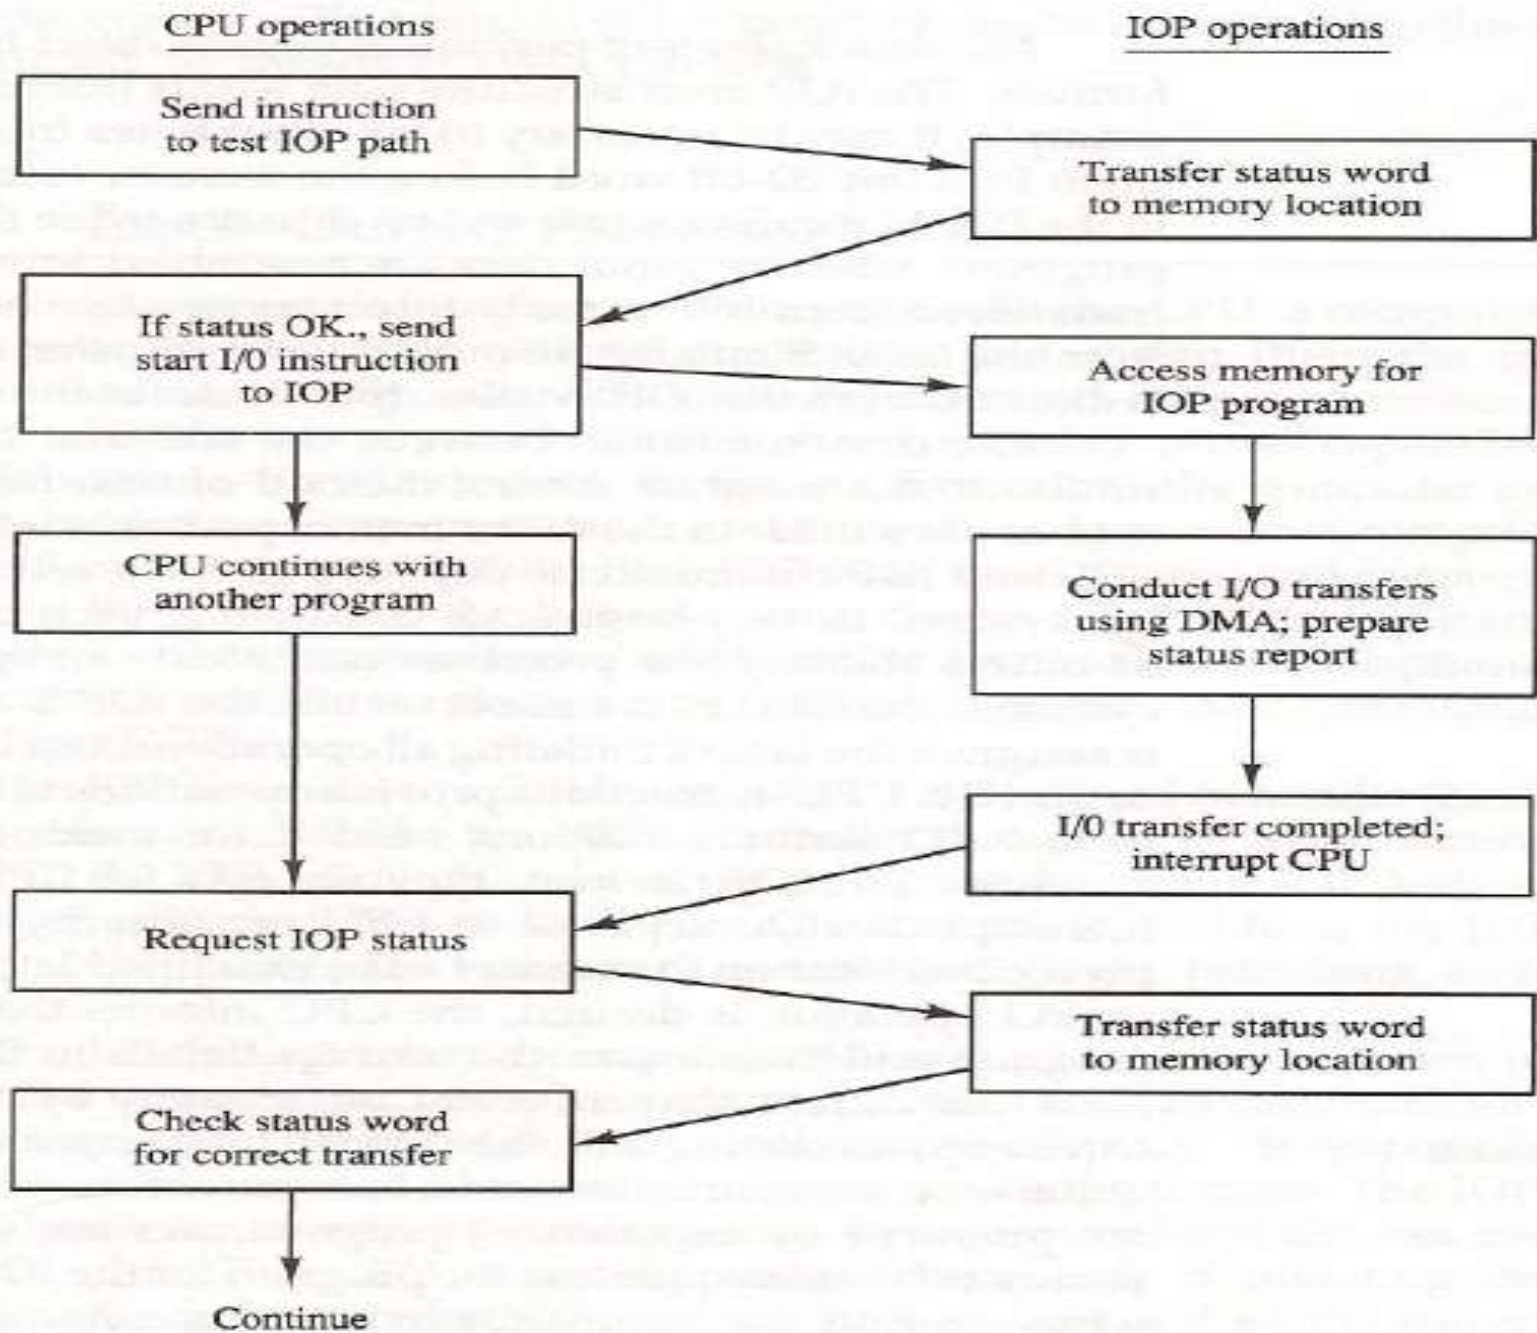 CPU operations
IOP operations
Send instruction
to test IOP path
Transfer status word
to memory location
If status OK., send
start I/0 instruction
to IOP
Access memory for
IOP program
CPU continues with
another program
Conduct I/O transfers
using DMA; prepare
status report
I/0 transfer completed;
interrupt CPU
Request IOP status
Transfer status word
to memory location
Check status word
for correct transfer
Continue